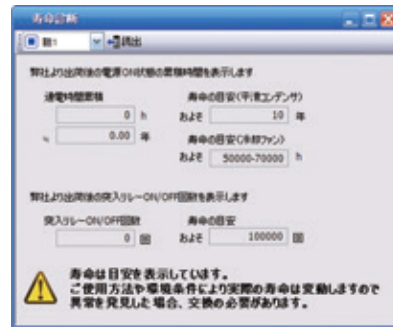 寿命診断
軸1 読出
弊社より出荷後の電源ON状態の累積時間を表示します
通電時間累積 寿命の目安(平滑コンデンサ)
0 h およそ 10 年
≒ 0.00 年 寿命の目安(冷却ファン)
およそ 50000-70000 h
弊社より出荷後の突入リレーON/OFF回数を表示します
突入リレーON/OFF回数 寿命の目安
0 回 およそ 100000 回
寿命は目安を表示しています。
ご使用方法や環境条件により実際の寿命は変動しますので
異常を発見した場合、交換の必要があります。